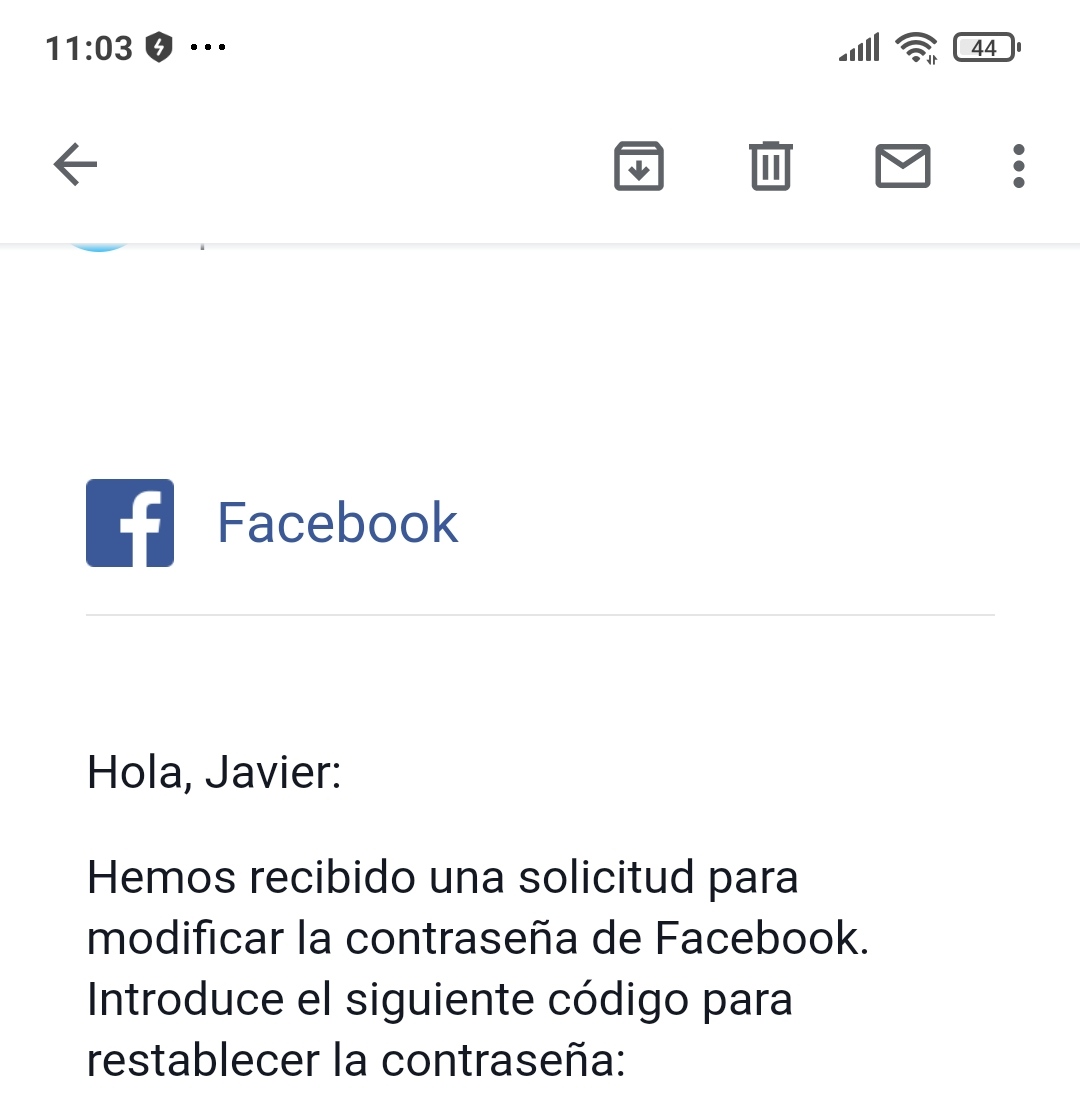 11:03
44
Facebook
Hola, Javier:
Hemos recibido una solicitud para
modificar la contraseña de Facebook.
Introduce el siguiente código para
restablecer la contraseña: